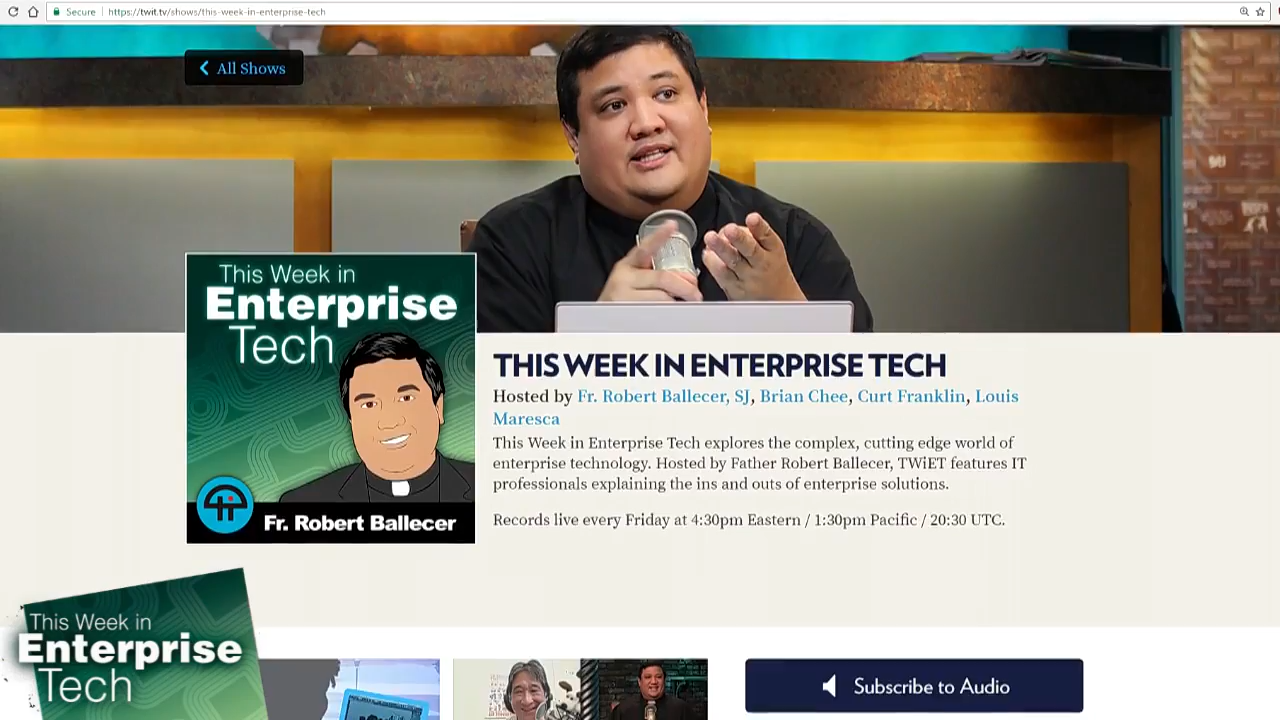 Secure
https://twit.tv/shows/this-week-in-enterprise-tech
All Shows
This Week in
Enterprise
Tech
Fr. Robert Ballecer
THIS WEEK IN ENTERPRISE TECH
Hosted by Fr. Robert Ballecer, SJ, Brian Chee, Curt Franklin, Louis
Maresca
This Week in Enterprise Tech explores the complex, cutting edge world of
enterprise technology. Hosted by Father Robert Ballecer, TWiET features IT
professionals explaining the ins and outs of enterprise solutions.
Records live every Friday at 4:30pm Eastern / 1:30pm Pacific / 20:30 UTC.
This Week in
Enterprise
Tech
Subscribe to Audio